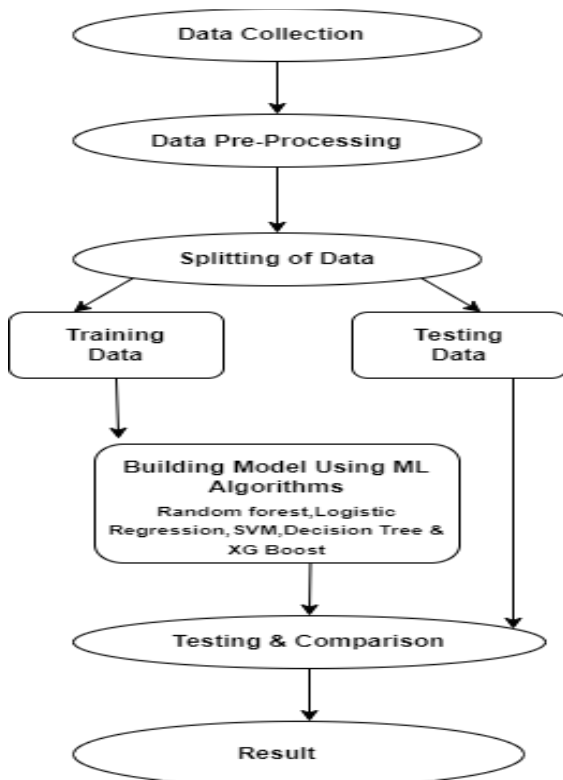 Data Collection
Data Pre-Processing
Splitting of Data
Training
Data
Testing
Data
Building Model Using ML
Algorithms
Random forest,Logistic
Regression,SVM,Decision Tree &
XG Boost
Testing & Comparison
Result